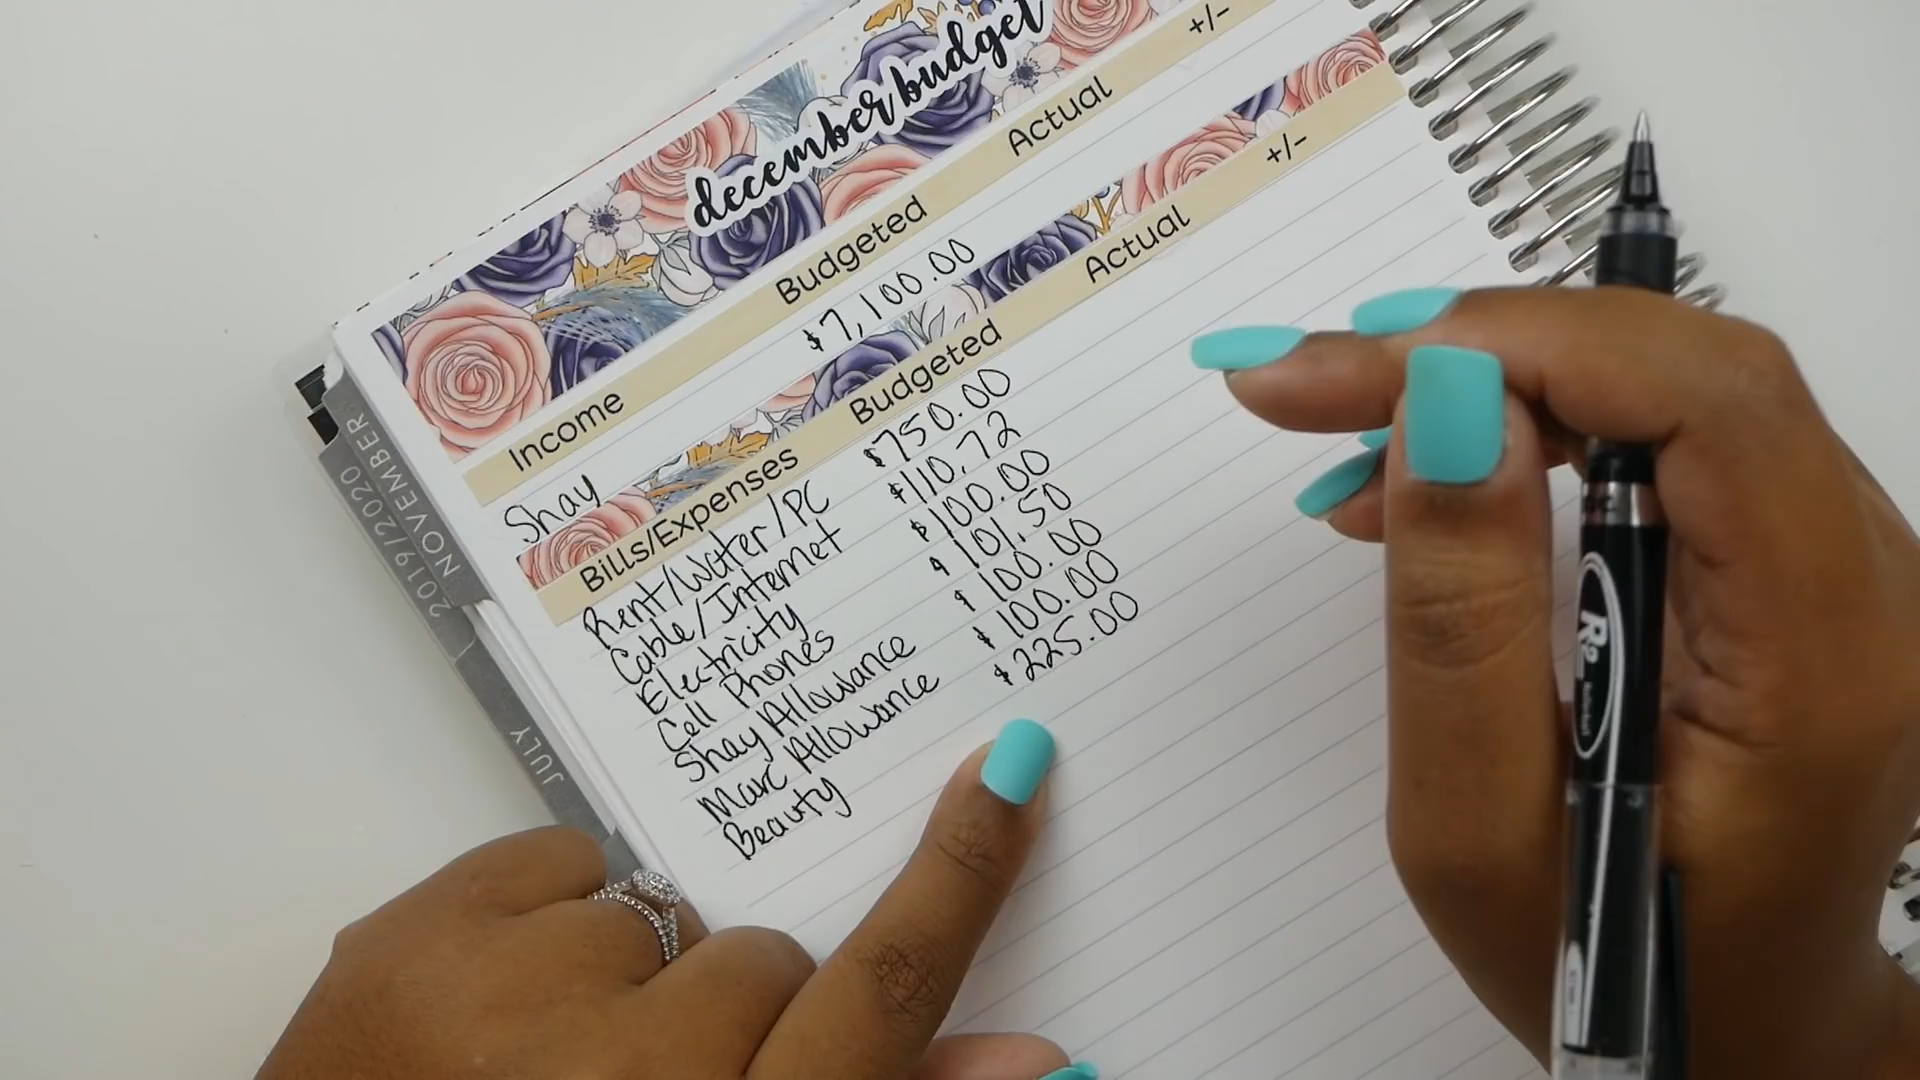 december budget
Income Budgeted Actual +/-
Shay $7,100.00
Bills/Expenses Budgeted Actual +/-
Rent/Water/PC $750.00
Cable/Internet $110.72
Electricity $100.00
Cell Phones $101.50
Shay Allowance $100.00
Marc Allowance $100.00
Beauty $225.00
2019/2020
NOVEMBER
JULY
R2